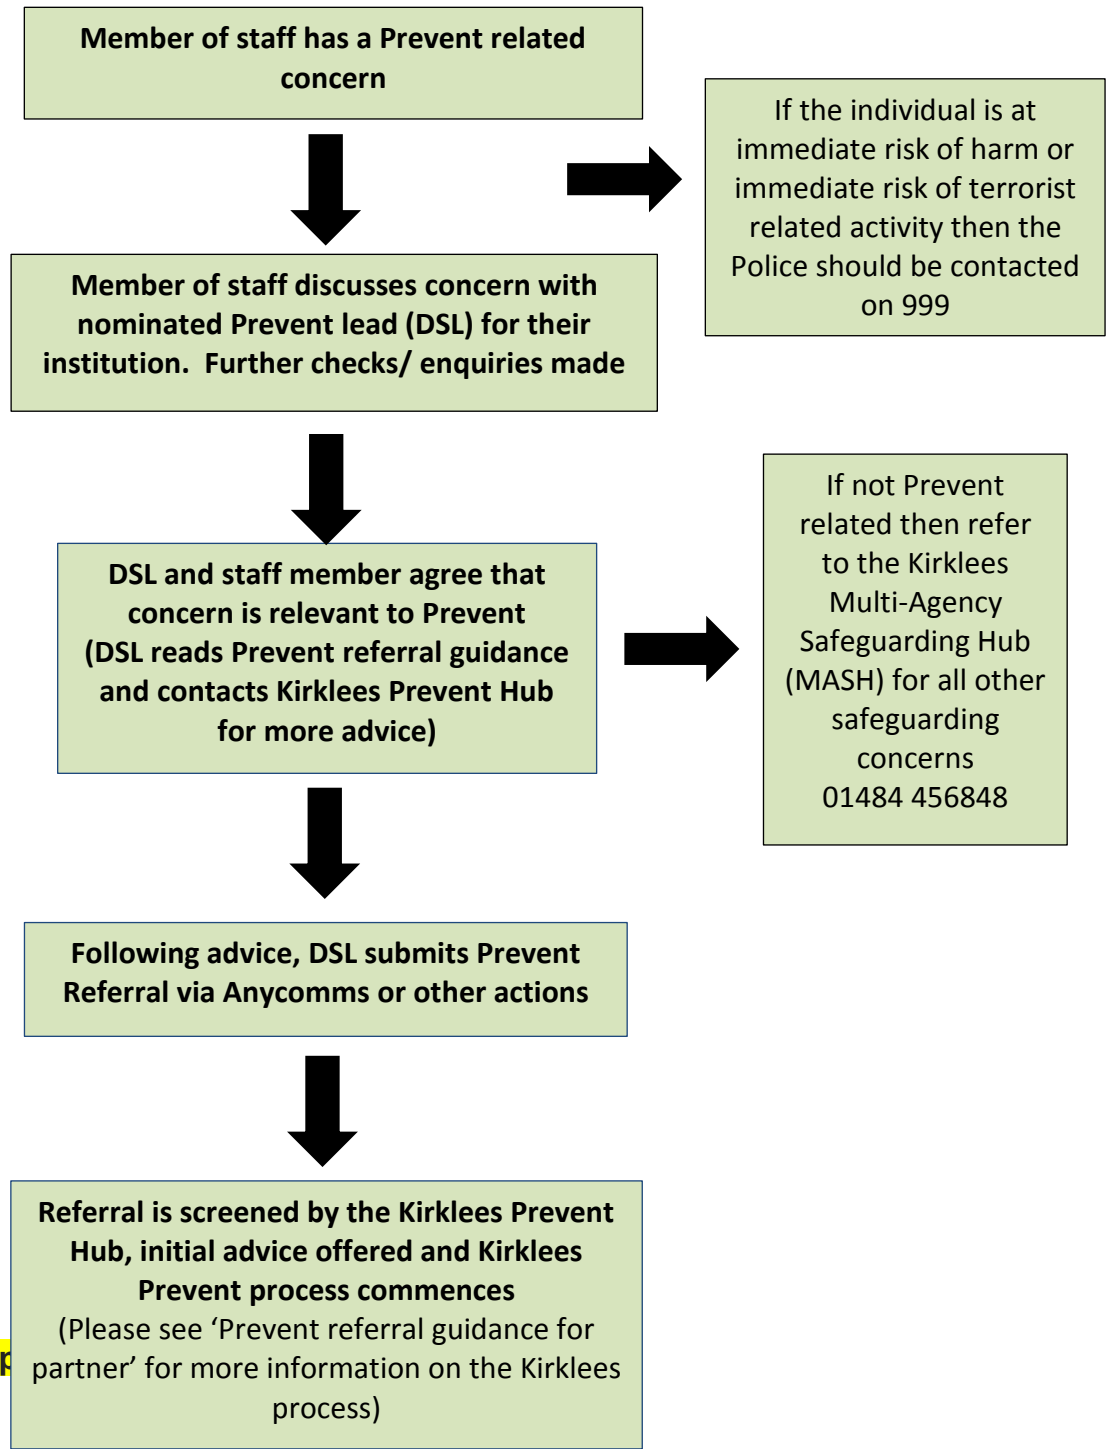 Member of staff has a Prevent related
concern
If the individual is at
immediate risk of harm or
immediate risk of terrorist
related activity then the
Police should be contacted
on 999
Member of staff discusses concern with
nominated Prevent lead (DSL) for their
institution.  Further checks/ enquiries made
DSL and staff member agree that
concern is relevant to Prevent
(DSL reads Prevent referral guidance
and contacts Kirklees Prevent Hub
for more advice)
If not Prevent
related then refer
to the Kirklees
Multi-Agency
Safeguarding Hub
(MASH) for all other
safeguarding
concerns
01484 456848
Following advice, DSL submits Prevent
Referral via Anycomms or other actions
Referral is screened by the Kirklees Prevent
Hub, initial advice offered and Kirklees
Prevent process commences
(Please see ‘Prevent referral guidance for
partner’ for more information on the Kirklees
process)